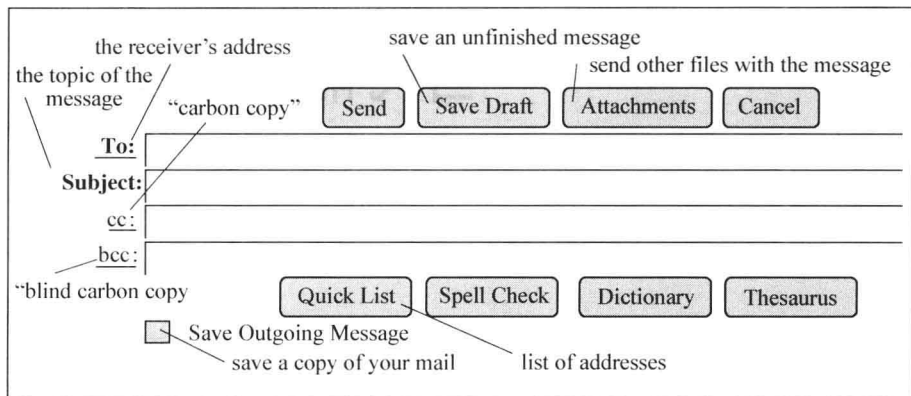 save an unfinished message
the receiver's address
send other files with the message
the topic of the
message
"carbon copy"
Send Save Draft Attachments Cancel
To:
Subject:
cc:
bcc:
"blind carbon copy
Quick List Spell Check Dictionary Thesaurus
Save Outgoing Message
save a copy of your mail
list of addresses